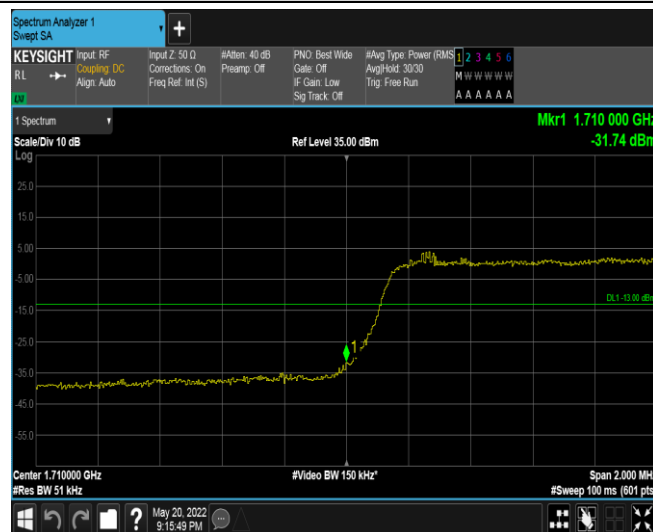 Spectrum Analyzer 1
Swept SA
+
KEYSIGHT Input: RF Input Z: 50 Ω #Atten: 40 dB PNO: Best Wide #Avg Type: Power (RMS 1 2 3 4 5 6
RL Coupling: DC Corrections: On Preamp: Off Gate: Off Avg|Hold: 30/30 M W W W W W
Align: Auto Freq Ref: Int (S) IF Gain: Low Trig: Free Run
Sig Track: Off A A A A A A
1 Spectrum Mkr1 1.710 000 GHz
Scale/Div 10 dB Ref Level 35.00 dBm -31.74 dBm
Log
25.0
15.0
5.00
-5.00
DL1 -13.00 dBm
-15.0
-25.0
1
-35.0
-45.0
-55.0
Center 1.710000 GHz #Video BW 150 kHz* Span 2.000 MHz
#Res BW 51 kHz #Sweep 100 ms (601 pts
? May 20, 2022
9:15:49 PM